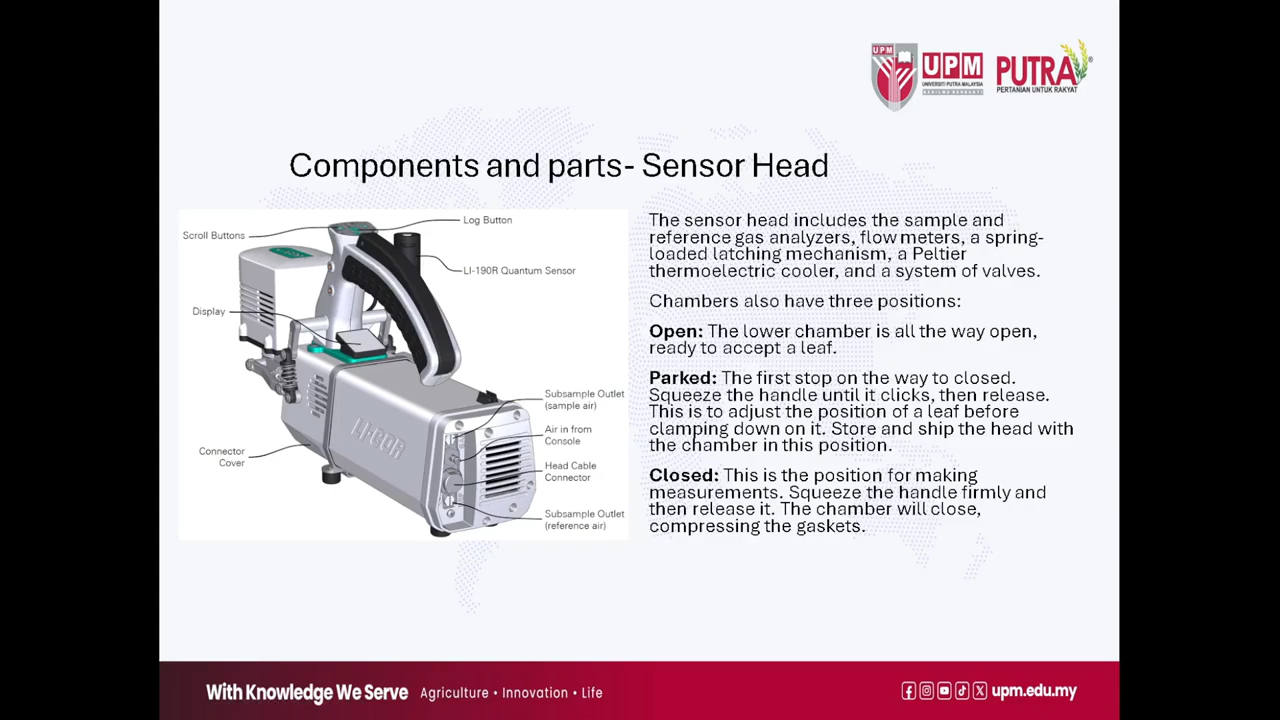 UPM
UPM
UNIVERSITI PUTRA MALAYSIA
BERILMU BERBAKTI
PUTRA
PERTANIAN UNTUK RAKYAT
Components and parts- Sensor Head
Log Button
Scroll Buttons
LI-190R Quantum Sensor
Display
Subsample Outlet
(sample air)
Air in from
Console
Connector
Cover
Head Cable
Connector
Subsample Outlet
(reference air)
LI-COR
The sensor head includes the sample and
reference gas analyzers, flow meters, a spring-
loaded latching mechanism, a Peltier
thermoelectric cooler, and a system of valves.
Chambers also have three positions:
Open: The lower chamber is all the way open,
ready to accept a leaf.
Parked: The first stop on the way to closed.
Squeeze the handle until it clicks, then release.
This is to adjust the position of a leaf before
clamping down on it. Store and ship the head with
the chamber in this position.
Closed: This is the position for making
measurements. Squeeze the handle firmly and
then release it. The chamber will close,
compressing the gaskets.
With Knowledge We Serve
Agriculture • Innovation • Life
upm.edu.my